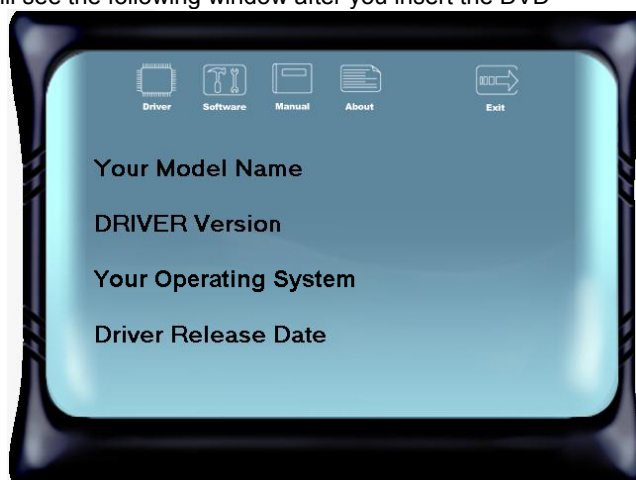 ll see the following window after you insert the DVD
Driver Software Manual About Exit
Your Model Name
DRIVER Version
Your Operating System
Driver Release Date